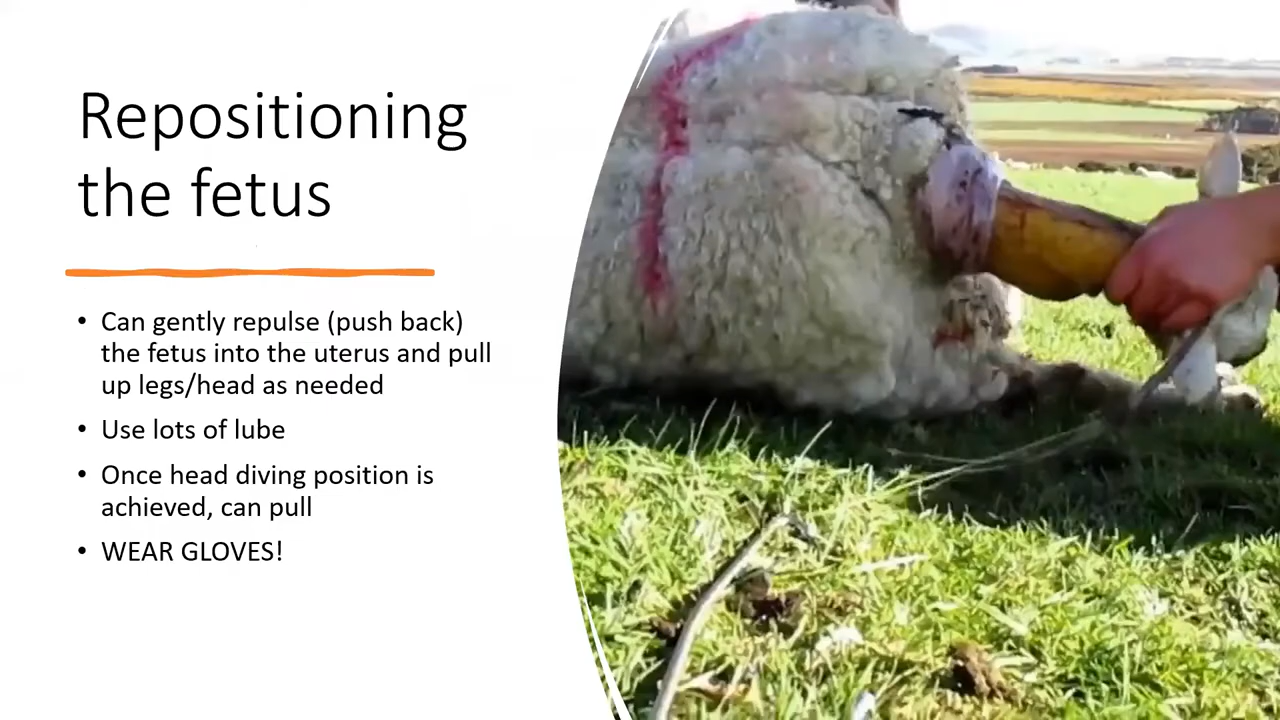 Repositioning
the fetus
• Can gently repulse (push back)
the fetus into the uterus and pull
up legs/head as needed
• Use lots of lube
• Once head diving position is
achieved, can pull
• WEAR GLOVES!